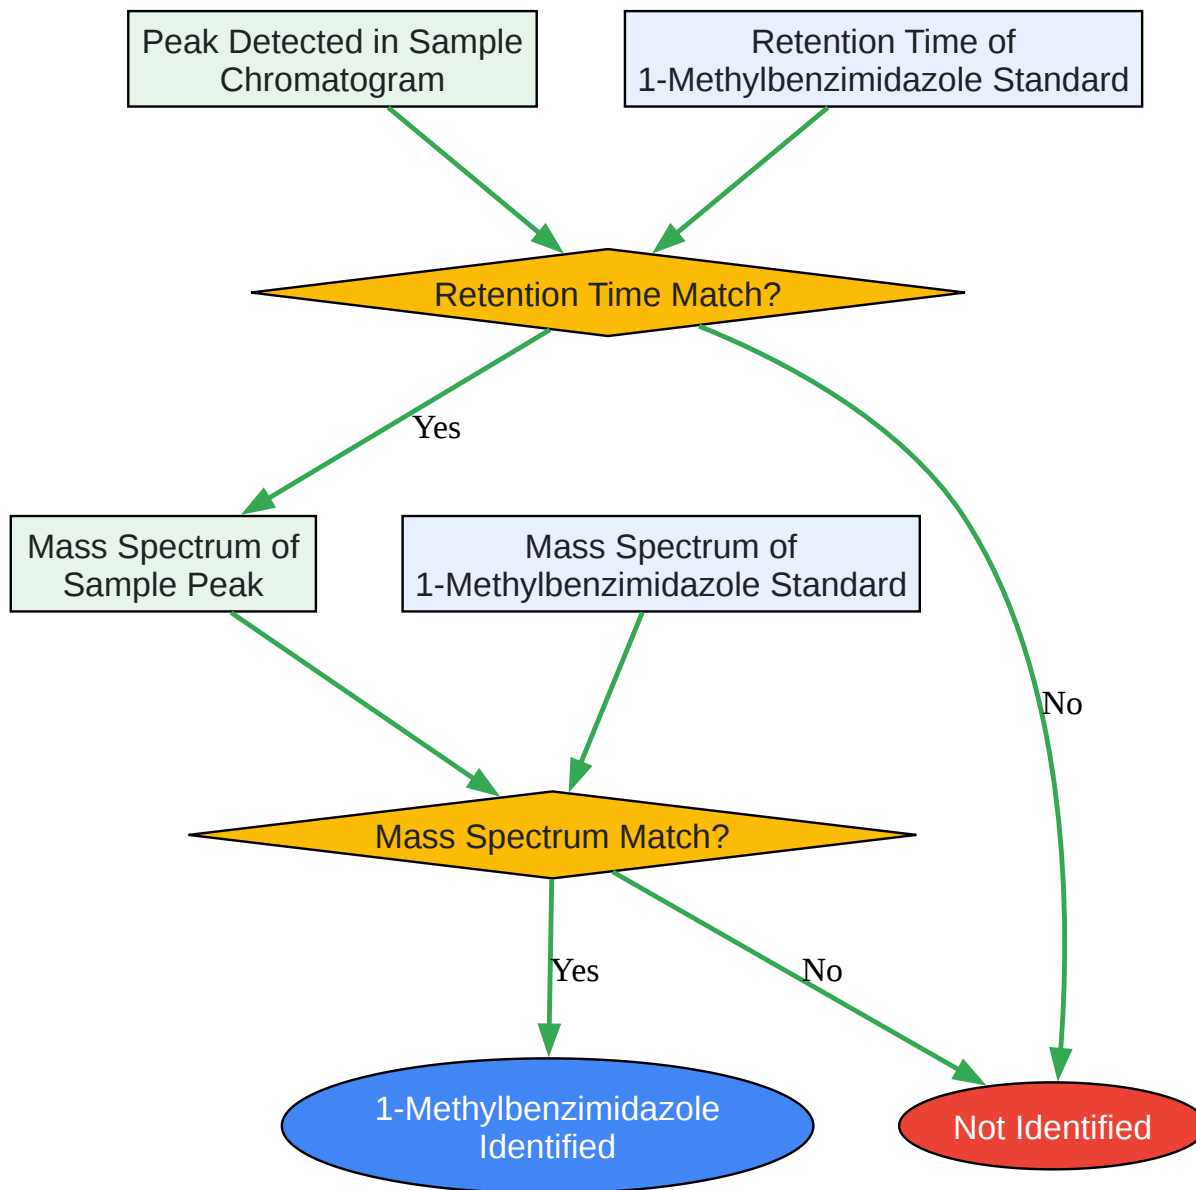 Peak Detected in Sample
Chromatogram
Retention Time of
1-Methylbenzimidazole Standard
Retention Time Match?
Yes
Mass Spectrum of
Sample Peak
Mass Spectrum of
1-Methylbenzimidazole Standard
No
Mass Spectrum Match?
Yes
No
1-Methylbenzimidazole
Identified
Not Identified